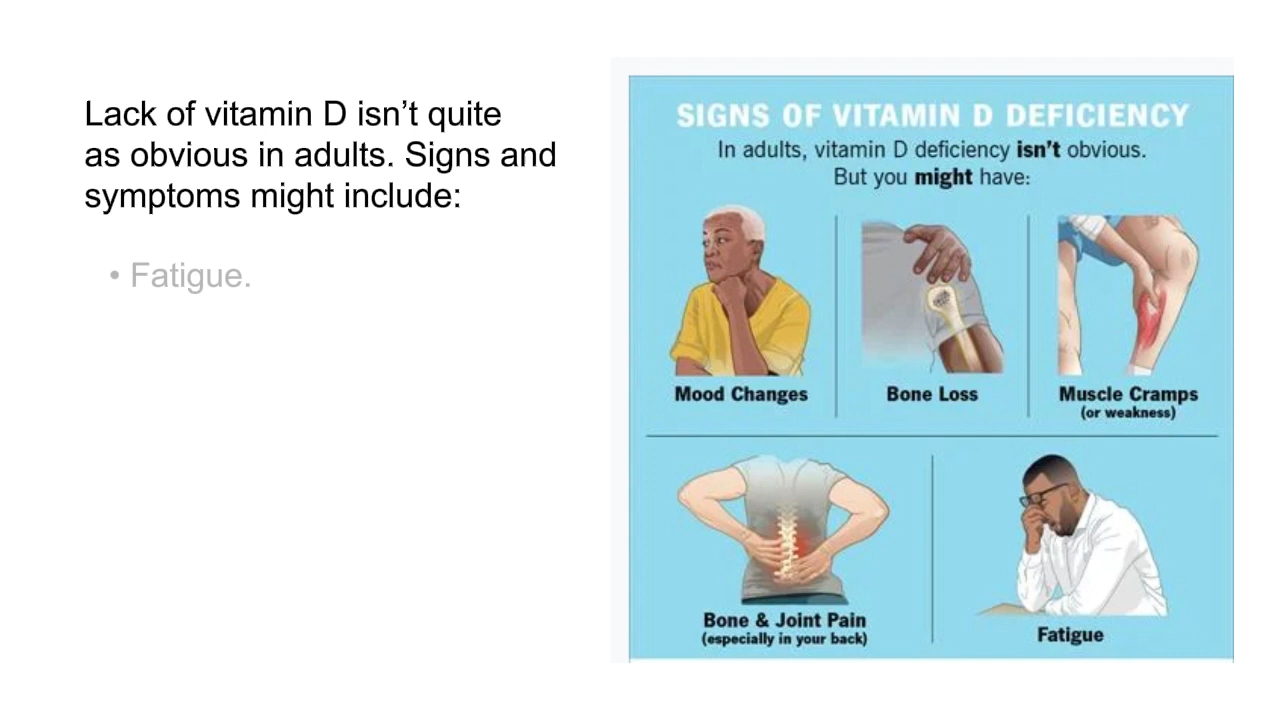 Lack of vitamin D isn’t quite
as obvious in adults. Signs and
symptoms might include:
• Fatigue.
SIGNS OF VITAMIN D DEFICIENCY
In adults, vitamin D deficiency isn’t obvious.
But you might have:
Mood Changes
Bone Loss
Muscle Cramps
(or weakness)
Bone & Joint Pain
(especially in your back)
Fatigue